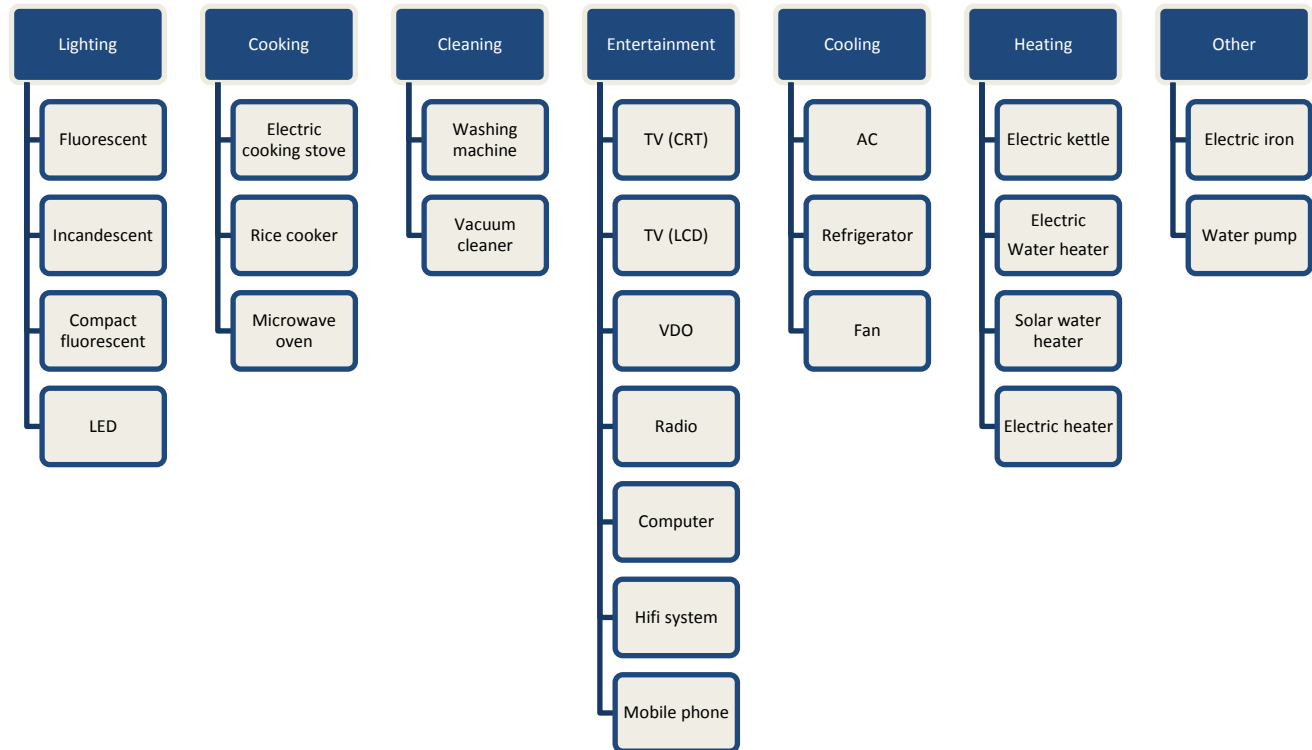 Lighting
Cooking
Cleaning
Entertainment
Cooling
Heating
Other
Fluorescent
Electric
cooking stove
Washing
machine
TV (CRT)
AC
Electric kettle
Electric iron
Incandescent
Rice cooker
Vacuum
cleaner
TV (LCD)
Refrigerator
Electric
Water heater
Water pump
Compact
fluorescent
Microwave
oven
VDO
Fan
Solar water
heater
LED
Radio
Electric heater
Computer
Hifi system
Mobile phone